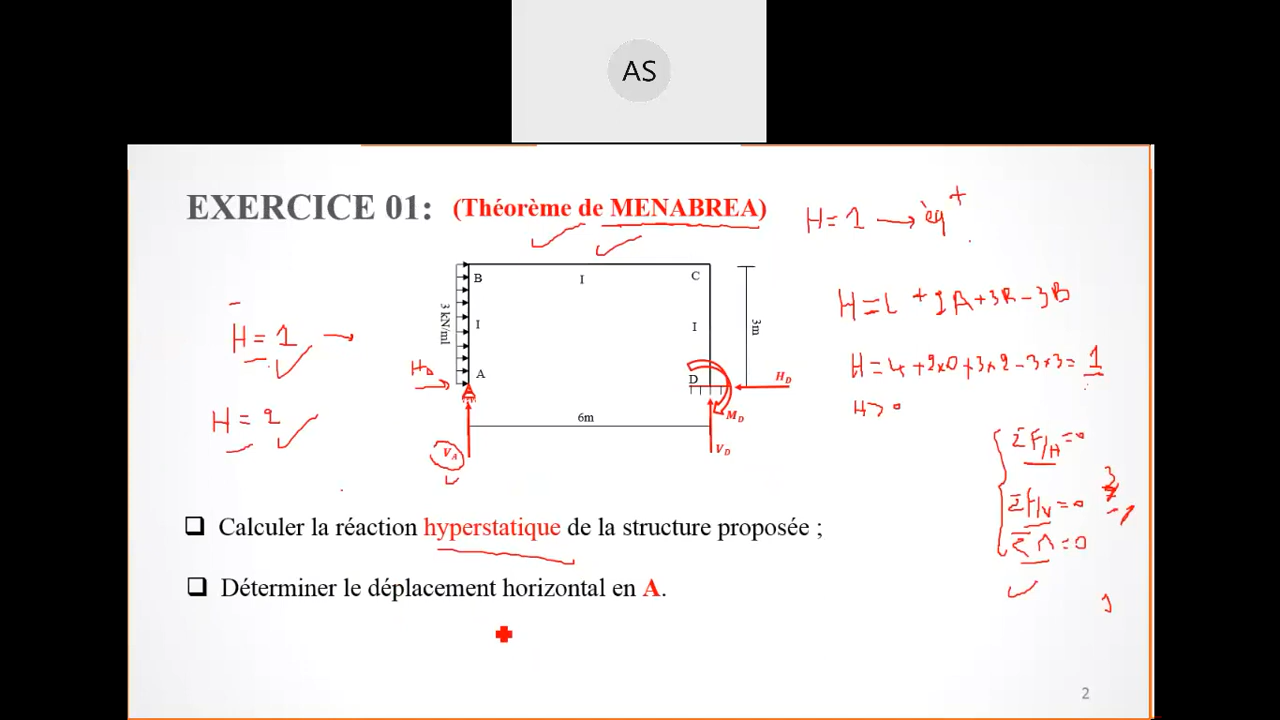 AS
EXERCICE 01: (Théorème de MENABREA)
H = 1 → éq +
B
I
C
H = L + 2A + 3R - 3B
3 kN/ml
I
I
3m
H = 1 →
H = 4 + 2x0 + 3x2 - 3x3 = 1
A
D
H_D
H > 0
M_D
H = 2
6m
V_A
V_D
ΣF/H = 0
ΣF/V = 0
Σ M = 0
Calculer la réaction hyperstatique de la structure proposée ;
Déterminer le déplacement horizontal en A.
2